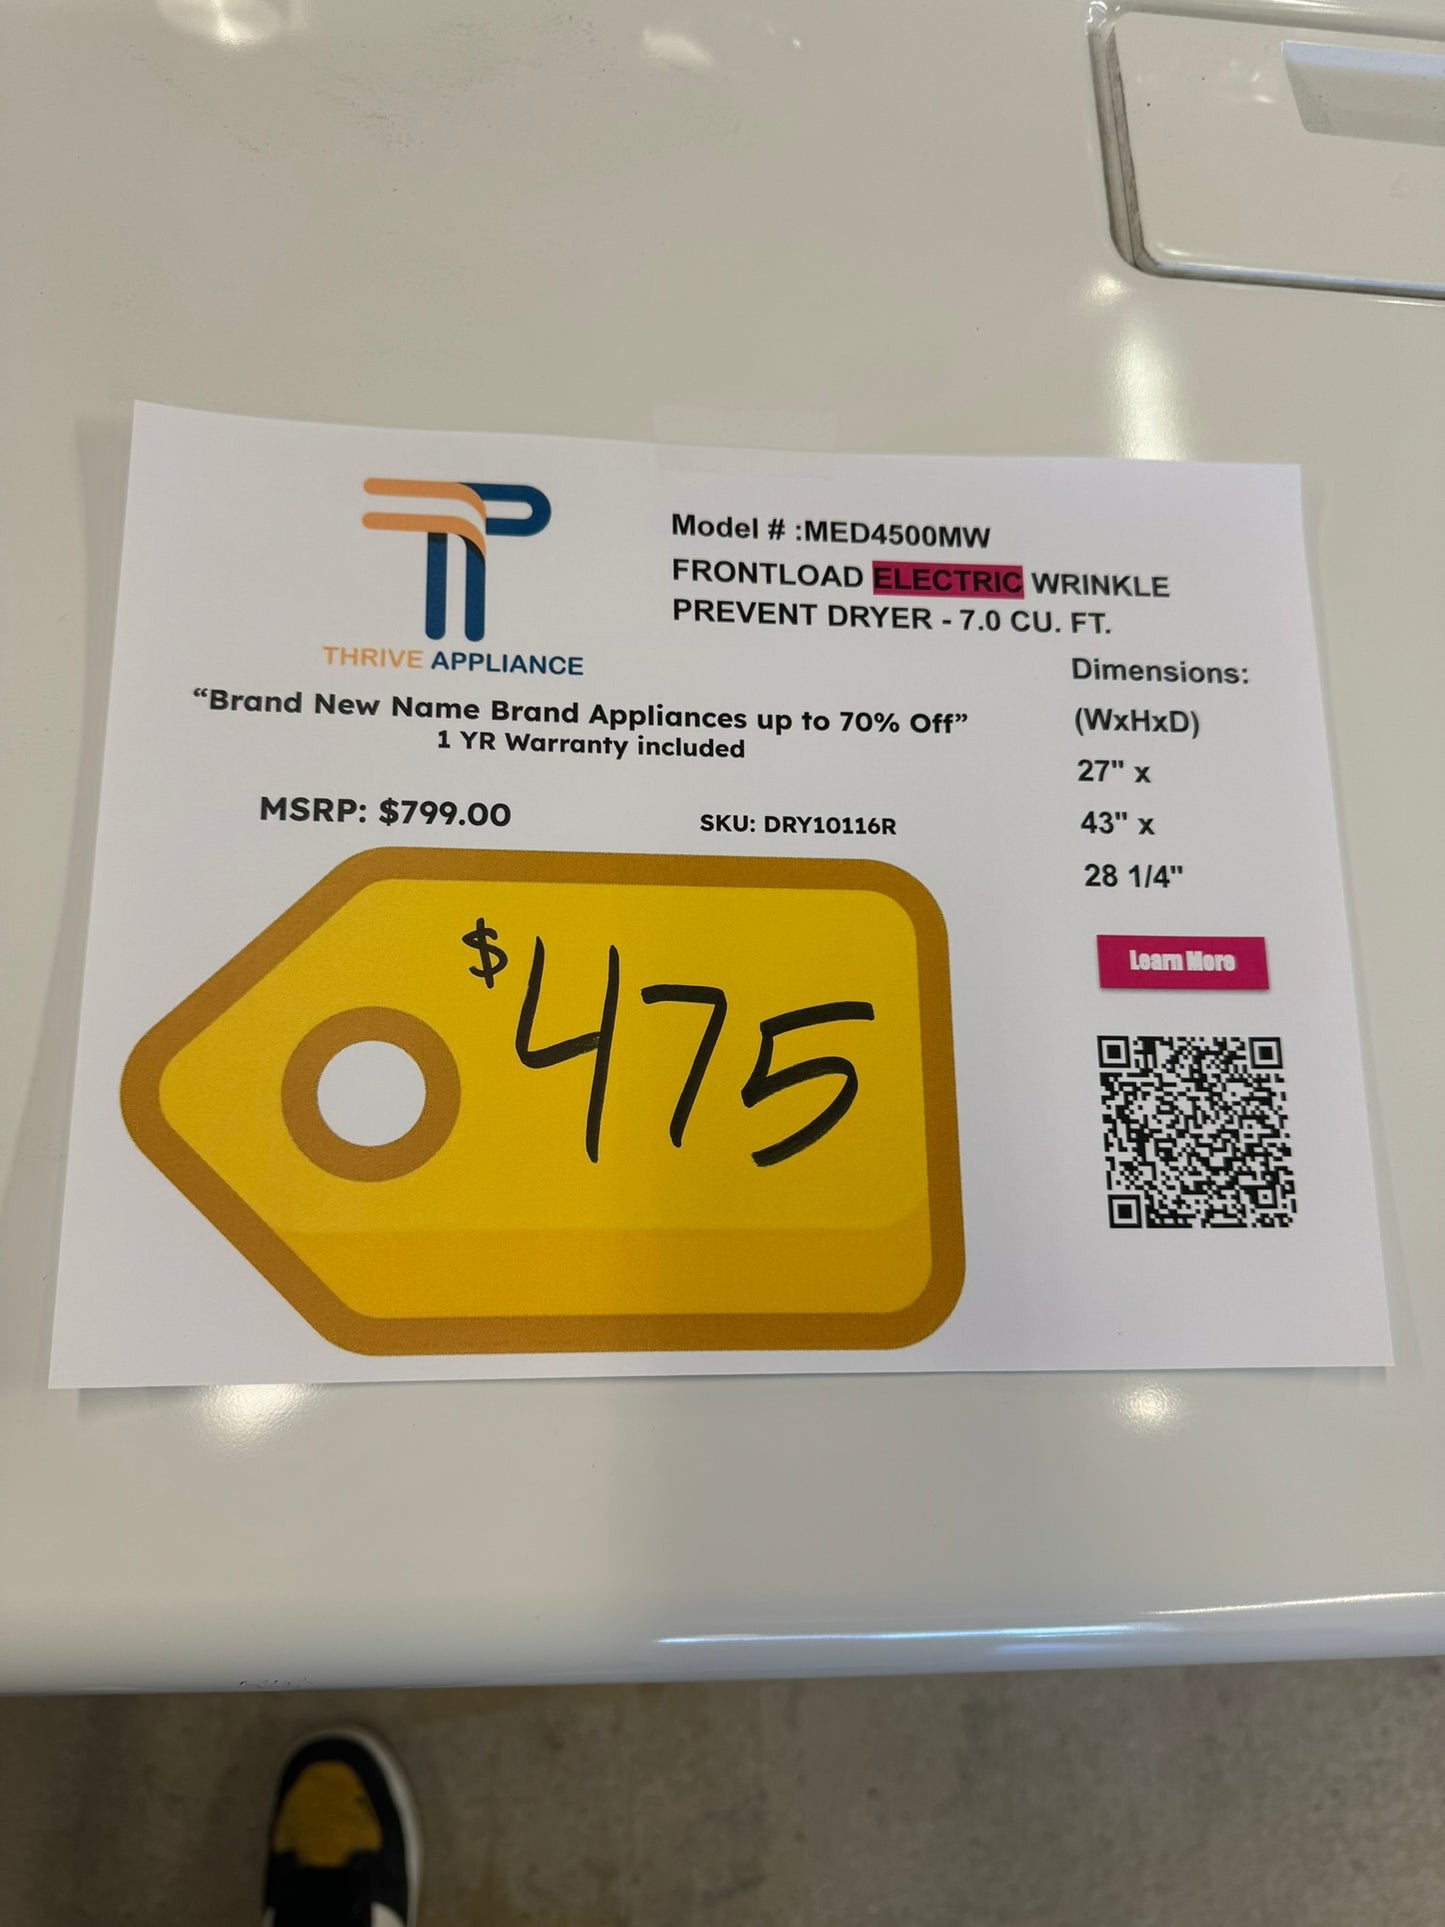 THRIVE APPLIANCE
"Brand New Name Brand Appliances up to 70% Off"
1 YR Warranty included
Model # :MED4500MW
FRONTLOAD ELECTRIC WRINKLE
PREVENT DRYER - 7.0 CU. FT.
Dimensions:
(WxHxD)
27" x
43" x
28 1/4"
MSRP: $799.00
SKU: DRY10116R
$475
Learn More